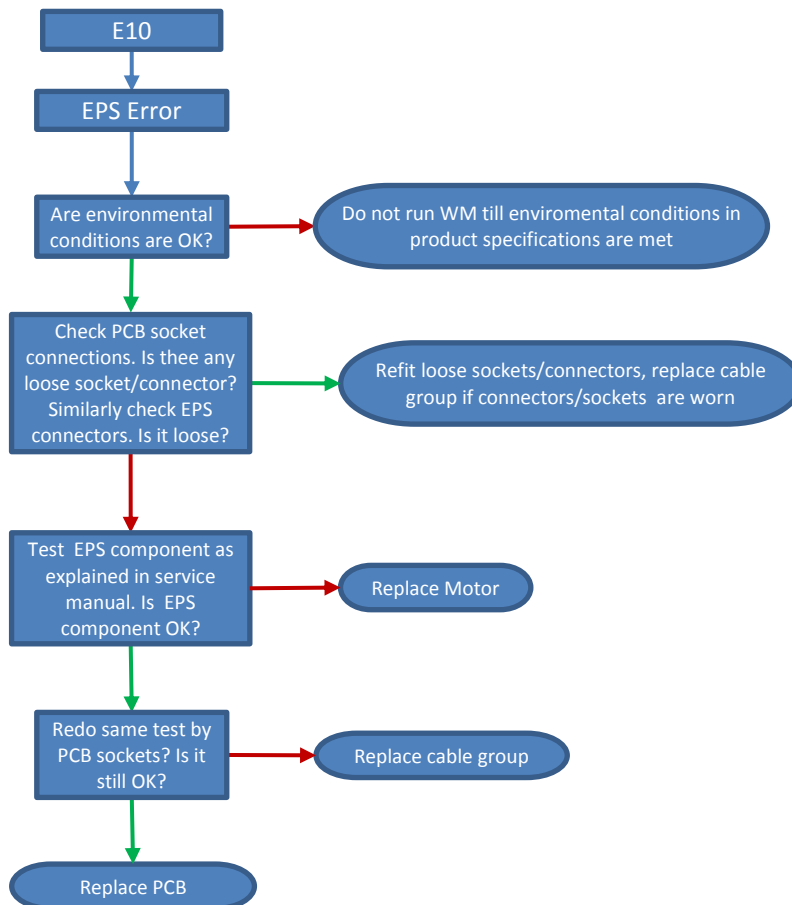 E10
EPS Error
Are environmental
conditions are OK?
Do not run WM till enviromental conditions in
product specifications are met
Check PCB socket
connections. Is thee any
loose socket/connector?
Similarly check EPS
connectors. Is it loose?
Refit loose sockets/connectors, replace cable
group if connectors/sockets are worn
Test EPS component as
explained in service
manual. Is EPS
component OK?
Replace Motor
Redo same test by
PCB sockets? Is it
still OK?
Replace cable group
Replace PCB